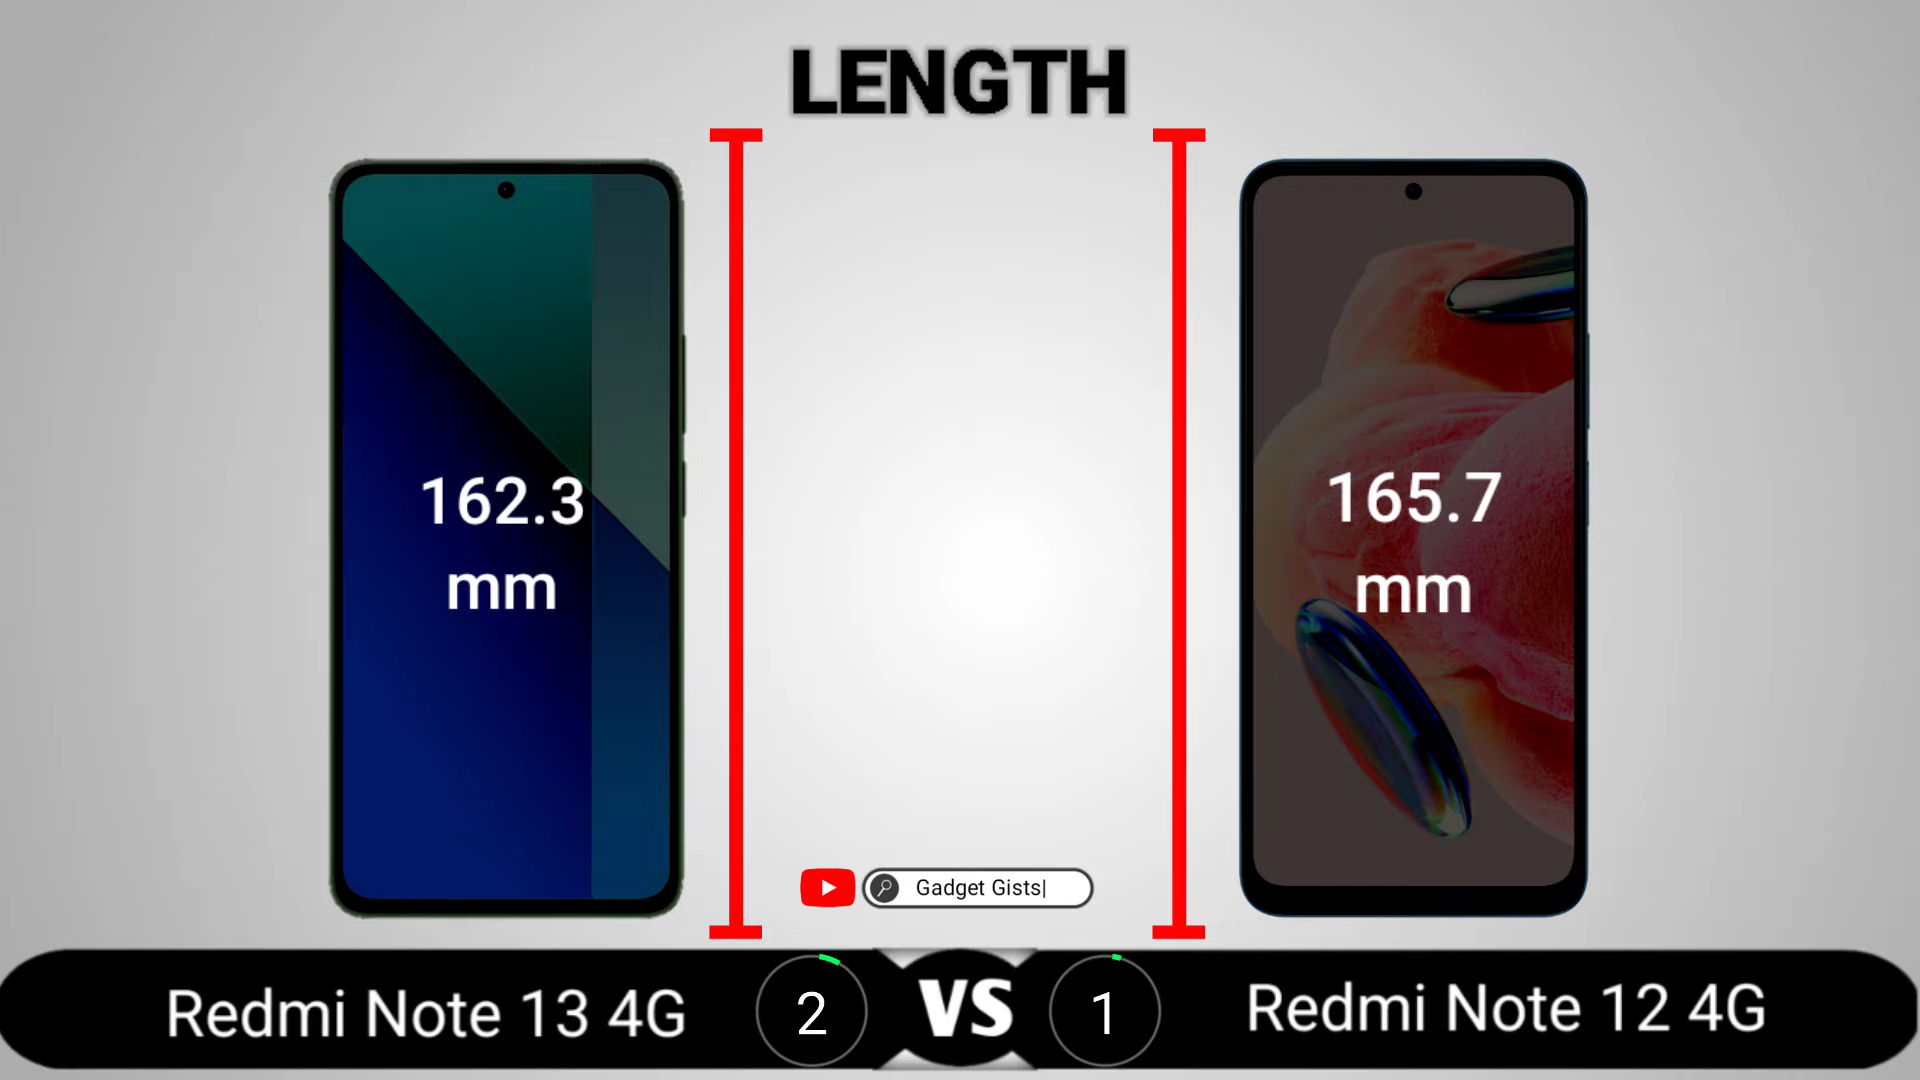 LENGTH
162.3
mm
165.7
mm
Gadget Gists|
Redmi Note 13 4G
2
VS
1
Redmi Note 12 4G